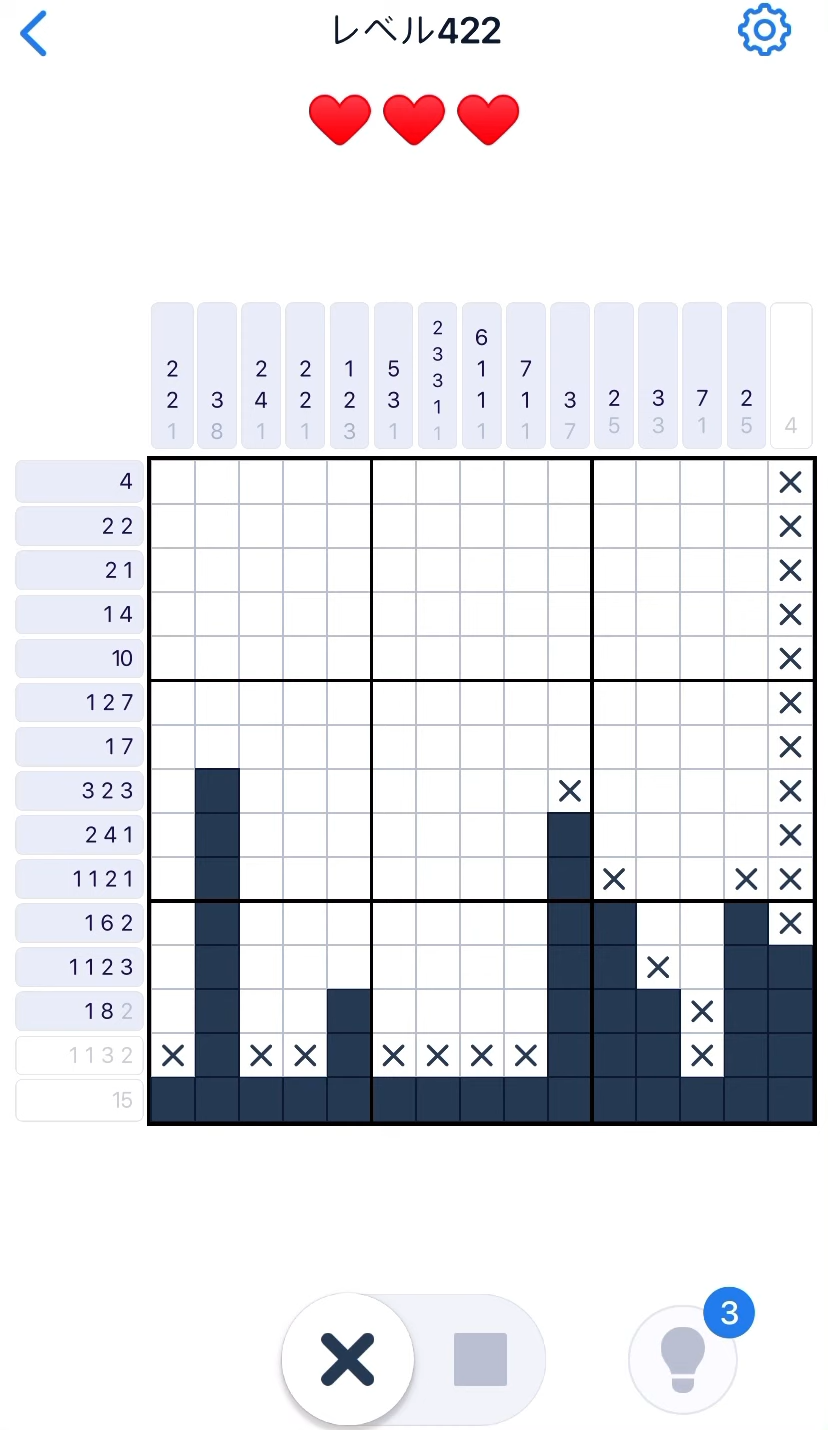 レベル422
2 3 2 2 1 5 2 6 7 3 2 3 7 2 4
2 8 4 2 2 3 3 1 1 7 5 3 1 5
1 1 1 3 1 3 1 1
1
1
4
2 2
2 1
1 4
10
1 2 7
1 7
3 2 3
2 4 1
1 1 2 1
1 6 2
1 1 2 3
1 8 2
1 1 3 2
15
3